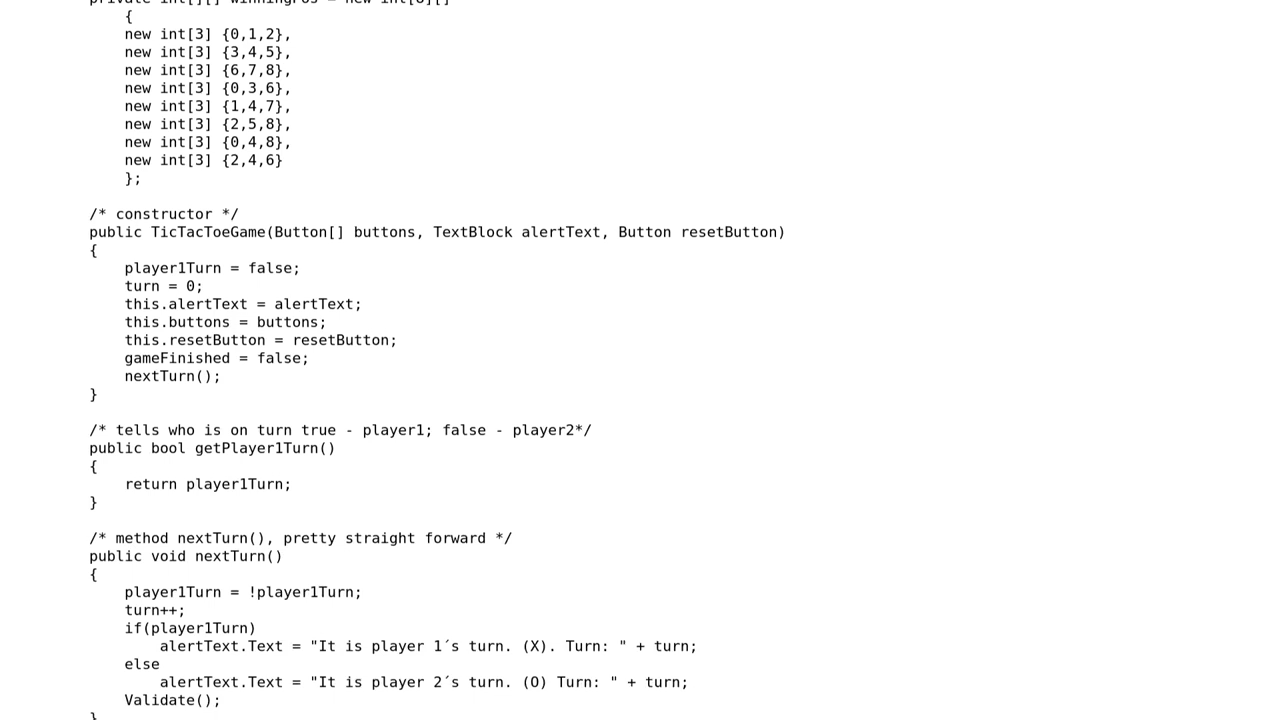 private int[][] winningPos = new int[8][]
{
new int[3] {0,1,2},
new int[3] {3,4,5},
new int[3] {6,7,8},
new int[3] {0,3,6},
new int[3] {1,4,7},
new int[3] {2,5,8},
new int[3] {0,4,8},
new int[3] {2,4,6}
};
/* constructor */
public TicTacToeGame(Button[] buttons, TextBlock alertText, Button resetButton)
{
player1Turn = false;
turn = 0;
this.alertText = alertText;
this.buttons = buttons;
this.resetButton = resetButton;
gameFinished = false;
nextTurn();
}
/* tells who is on turn true - player1; false - player2*/
public bool getPlayer1Turn()
{
return player1Turn;
}
/* method nextTurn(), pretty straight forward */
public void nextTurn()
{
player1Turn = !player1Turn;
turn++;
if(player1Turn)
alertText.Text = "It is player 1´s turn. (X). Turn: " + turn;
else
alertText.Text = "It is player 2´s turn. (O) Turn: " + turn;
Validate();
}